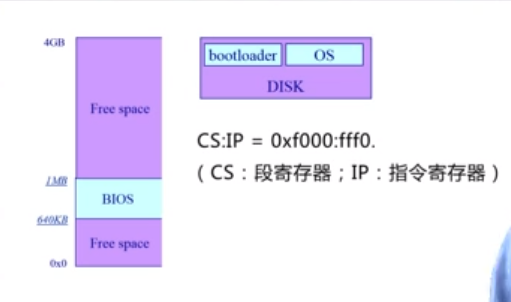 4GB
Free space
1MB
BIOS
640KB
Free space
0x0
bootloader
OS
DISK
CS:IP = 0xf000:fff0.
( CS：段寄存器；IP：指令寄存器 )